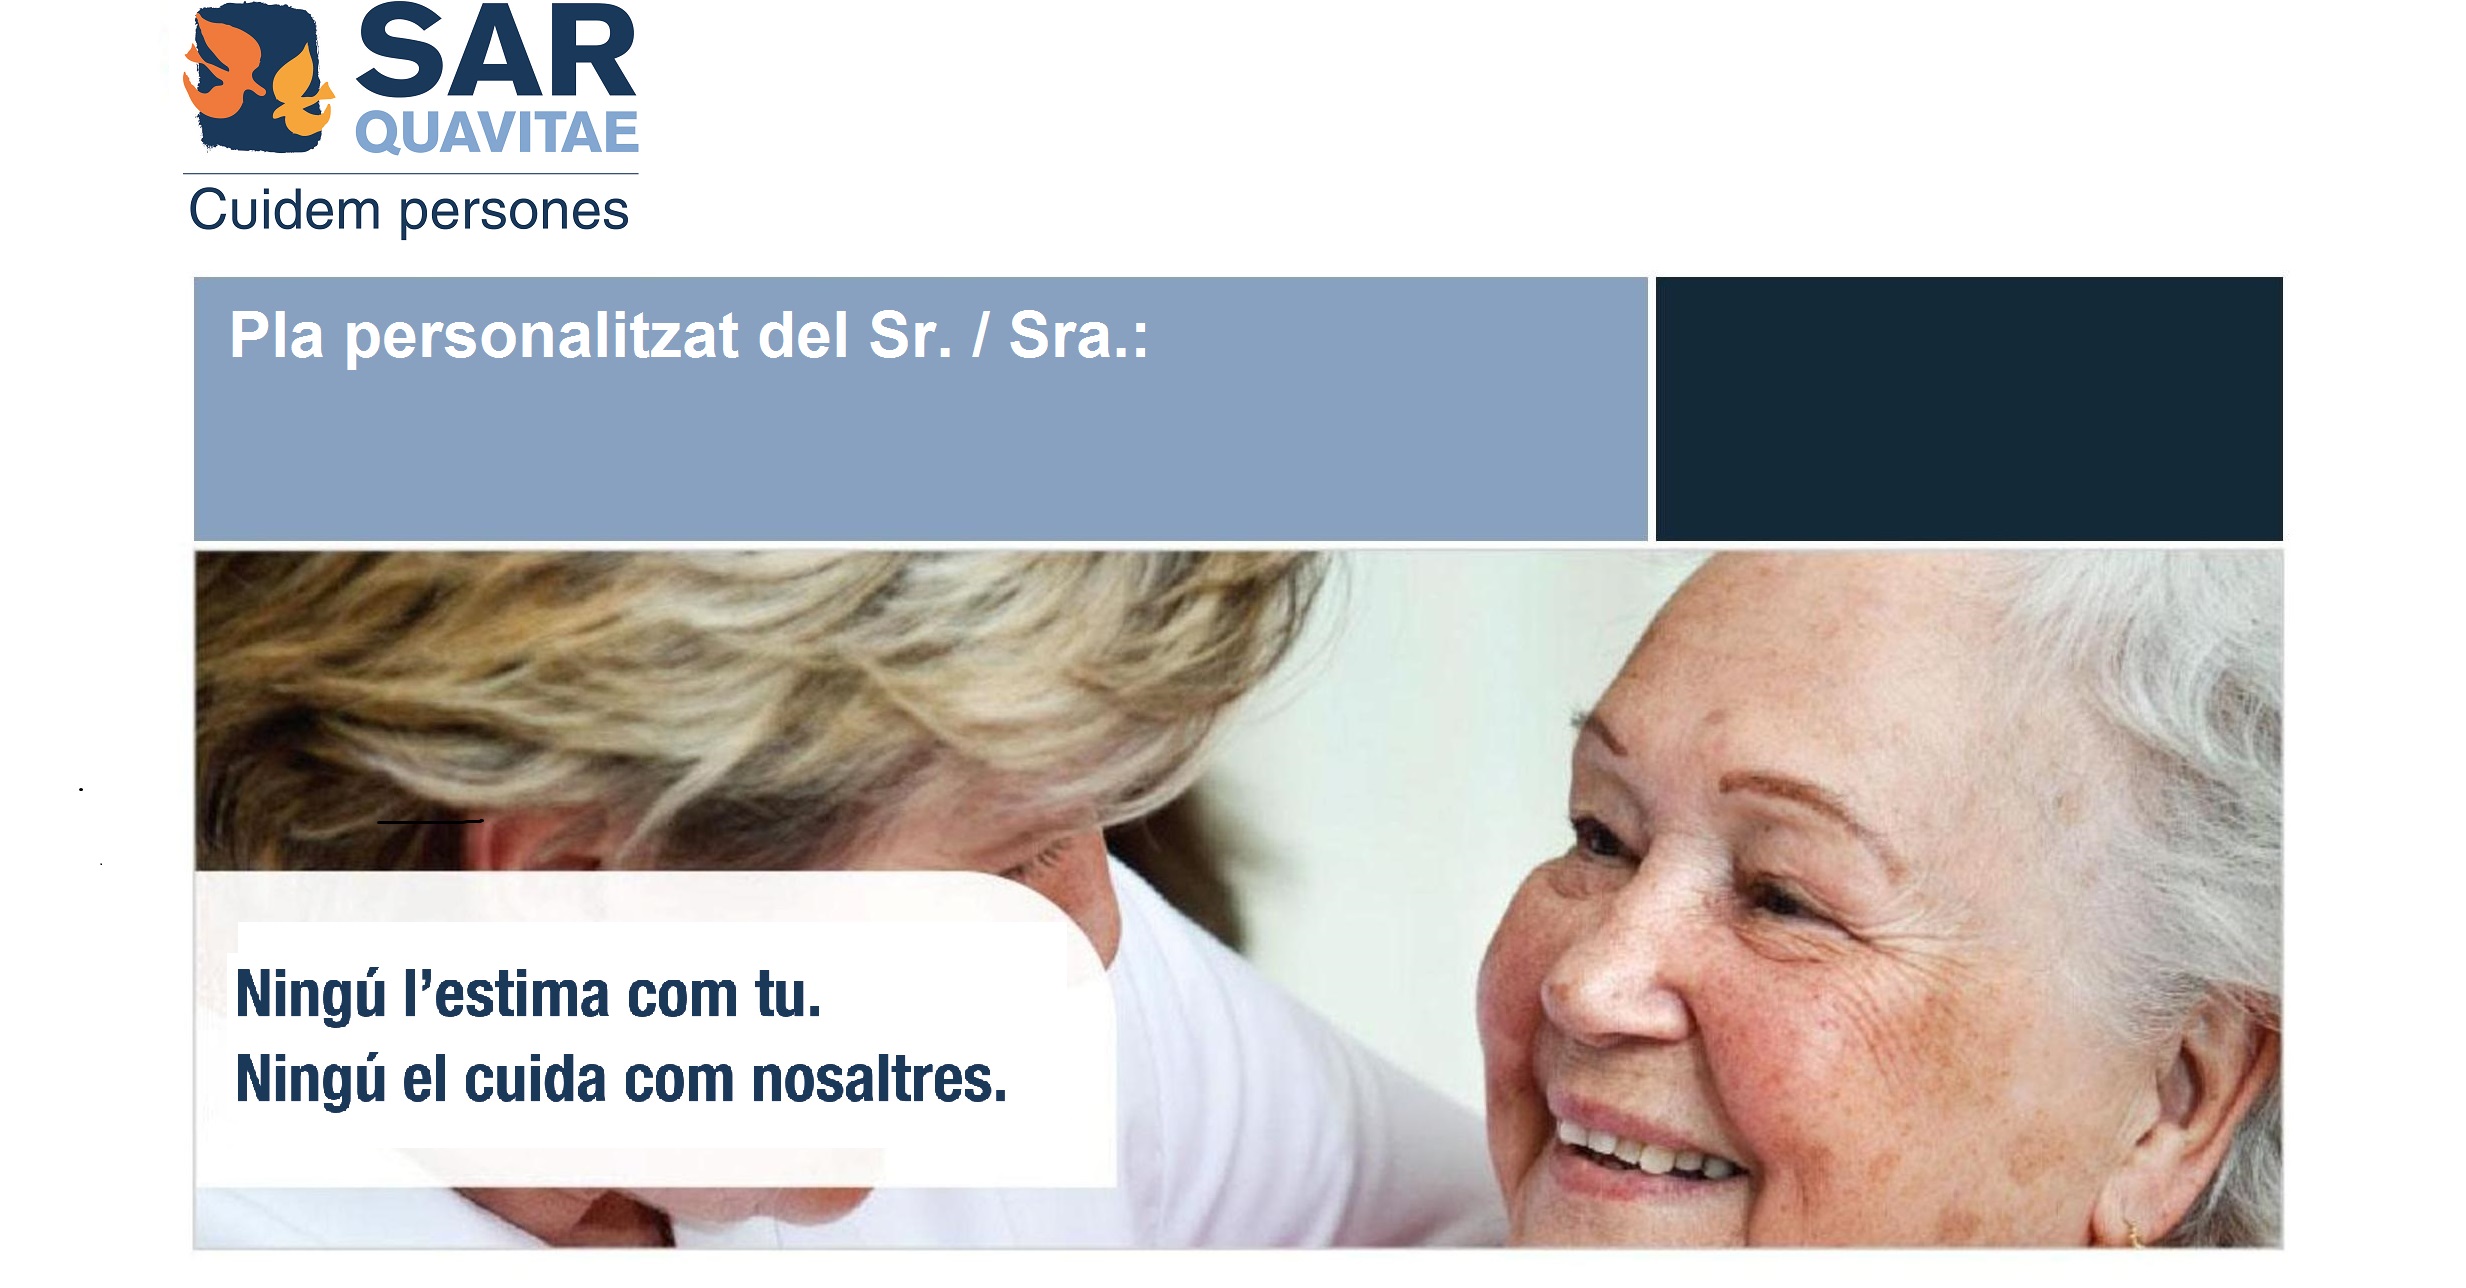 SAR
QUAVITAE
Cuidem persones
Pla personalitzat del Sr. / Sra.:
Ningú l’estima com tu.
Ningú el cuida com nosaltres.